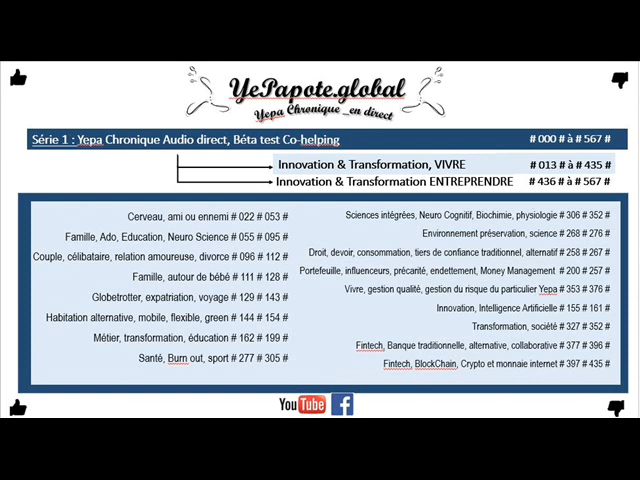 YePapote.global
Yepa Chronique _en direct
Série 1 : Yepa Chronique Audio direct, Béta test Co-helping # 000 # à # 567 #
Innovation & Transformation, VIVRE # 013 # à # 435 #
Innovation & Transformation ENTREPRENDRE # 436 # à # 567 #
Cerveau, ami ou ennemi # 022 # 053 #
Famille, Ado, Education, Neuro Science # 055 # 095 #
Couple, célibataire, relation amoureuse, divorce # 096 # 112 #
Famille, autour de bébé # 111 # 128 #
Globetrotter, expatriation, voyage # 129 # 143 #
Habitation alternative, mobile, flexible, green # 144 # 154 #
Métier, transformation, éducation # 162 # 199 #
Santé, Burn out, sport # 277 # 305 #
Sciences intégrées, Neuro Cognitif, Biochimie, physiologie # 306 # 352 #
Environnement préservation, science # 268 # 276 #
Droit, devoir, consommation, tiers de confiance traditionnel, alternatif # 258 # 267 #
Portefeuille, influenceurs, précarité, endettement, Money Management # 200 # 257 #
Vivre, gestion qualité, gestion du risque du particulier Yepa # 353 # 376 #
Innovation, Intelligence Artificielle # 155 # 161 #
Transformation, société # 327 # 352 #
Fintech, Banque traditionnelle, alternative, collaborative # 377 # 396 #
Fintech, BlockChain, Crypto et monnaie internet # 397 # 435 #
YouTube f